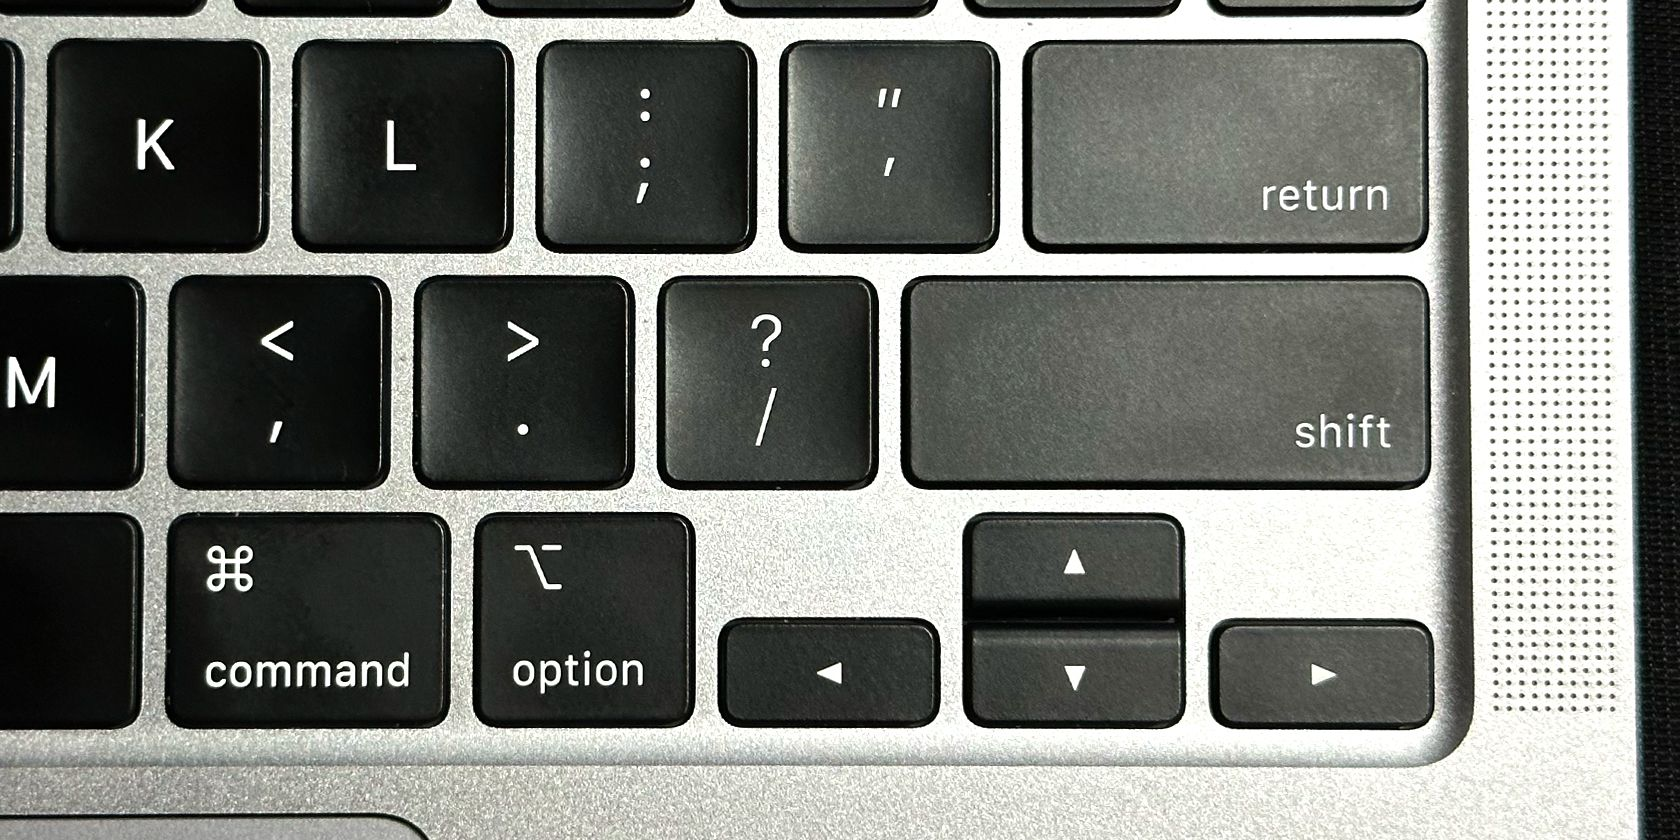 K L : " return
; '
M < > ? shift
, . /
⌘ ⌥ ▲
command option ◀ ▼ ▶